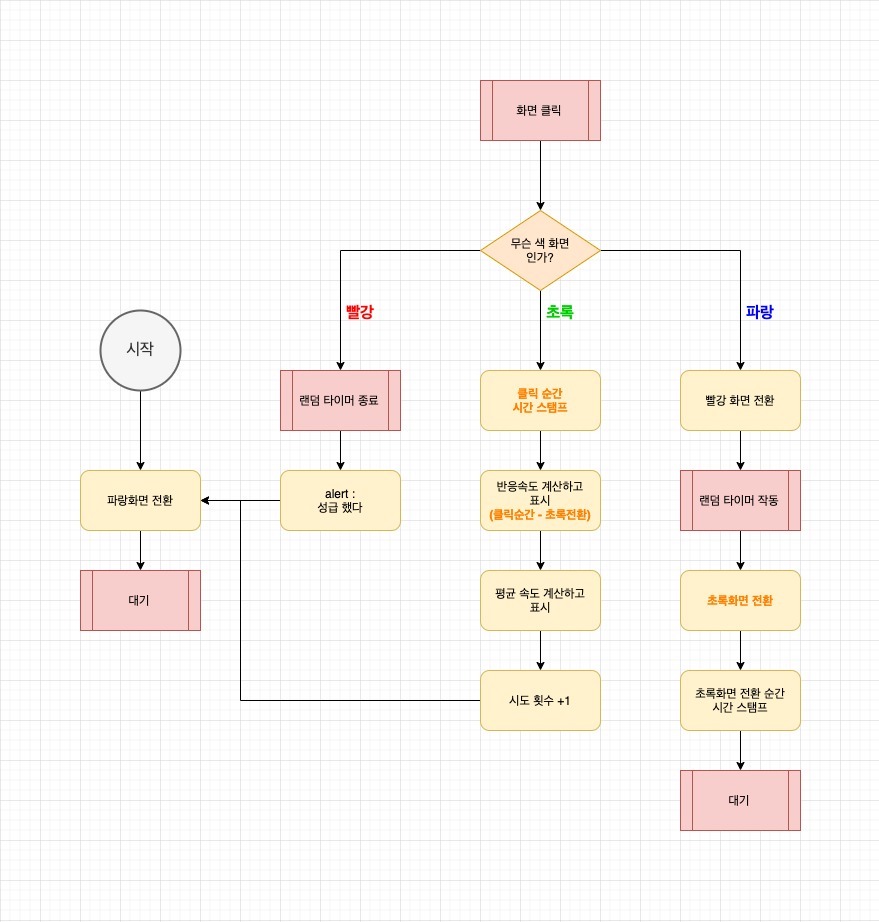 화면 클릭
무슨 색 화면
인가?
빨강
초록
파랑
시작
랜덤 타이머 종료
클릭 순간
시간 스탬프
빨강 화면 전환
파랑화면 전환
alert :
성급 했다
반응속도 계산하고
표시
(클릭순간 - 초록전환)
랜덤 타이머 작동
대기
평균 속도 계산하고
표시
초록화면 전환
시도 횟수 +1
초록화면 전환 순간
시간 스탬프
대기